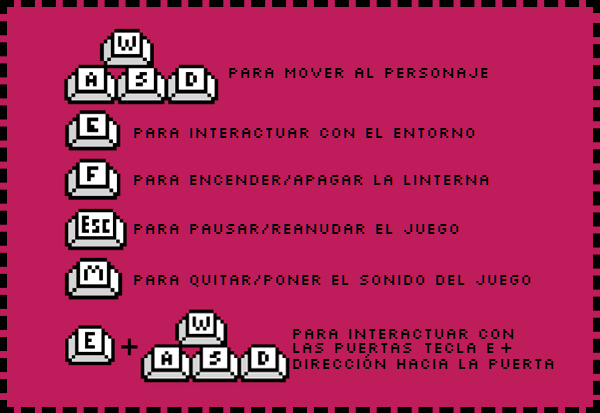 W
A S D PARA MOVER AL PERSONAJE
E PARA INTERACTUAR CON EL ENTORNO
F PARA ENCENDER/APAGAR LA LINTERNA
Esc PARA PAUSAR/REANUDAR EL JUEGO
M PARA QUITAR/PONER EL SONIDO DEL JUEGO
W
E + A S D
PARA INTERACTUAR CON
LAS PUERTAS TECLA E +
DIRECCIÓN HACIA LA PUERTA